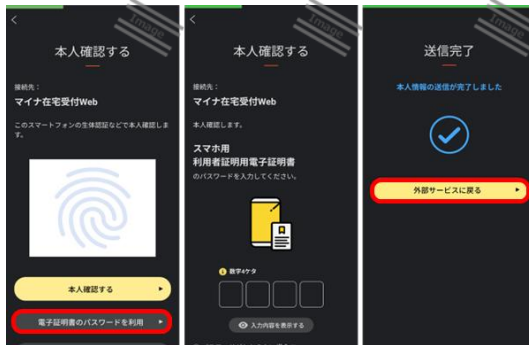 Image
本人確認する
接続先：
マイナ在宅受付Web
このスマートフォンの生体認証などで本人確認しま
す。
本人確認する
電子証明書のパスワードを利用
Image
本人確認する
接続先：
マイナ在宅受付Web
本人確認します。
スマホ用
利用者証明用電子証明書
のパスワードを入力してください。
数字4ケタ
入力内容を表示する
Image
送信完了
本人情報の送信が完了しました
外部サービスに戻る